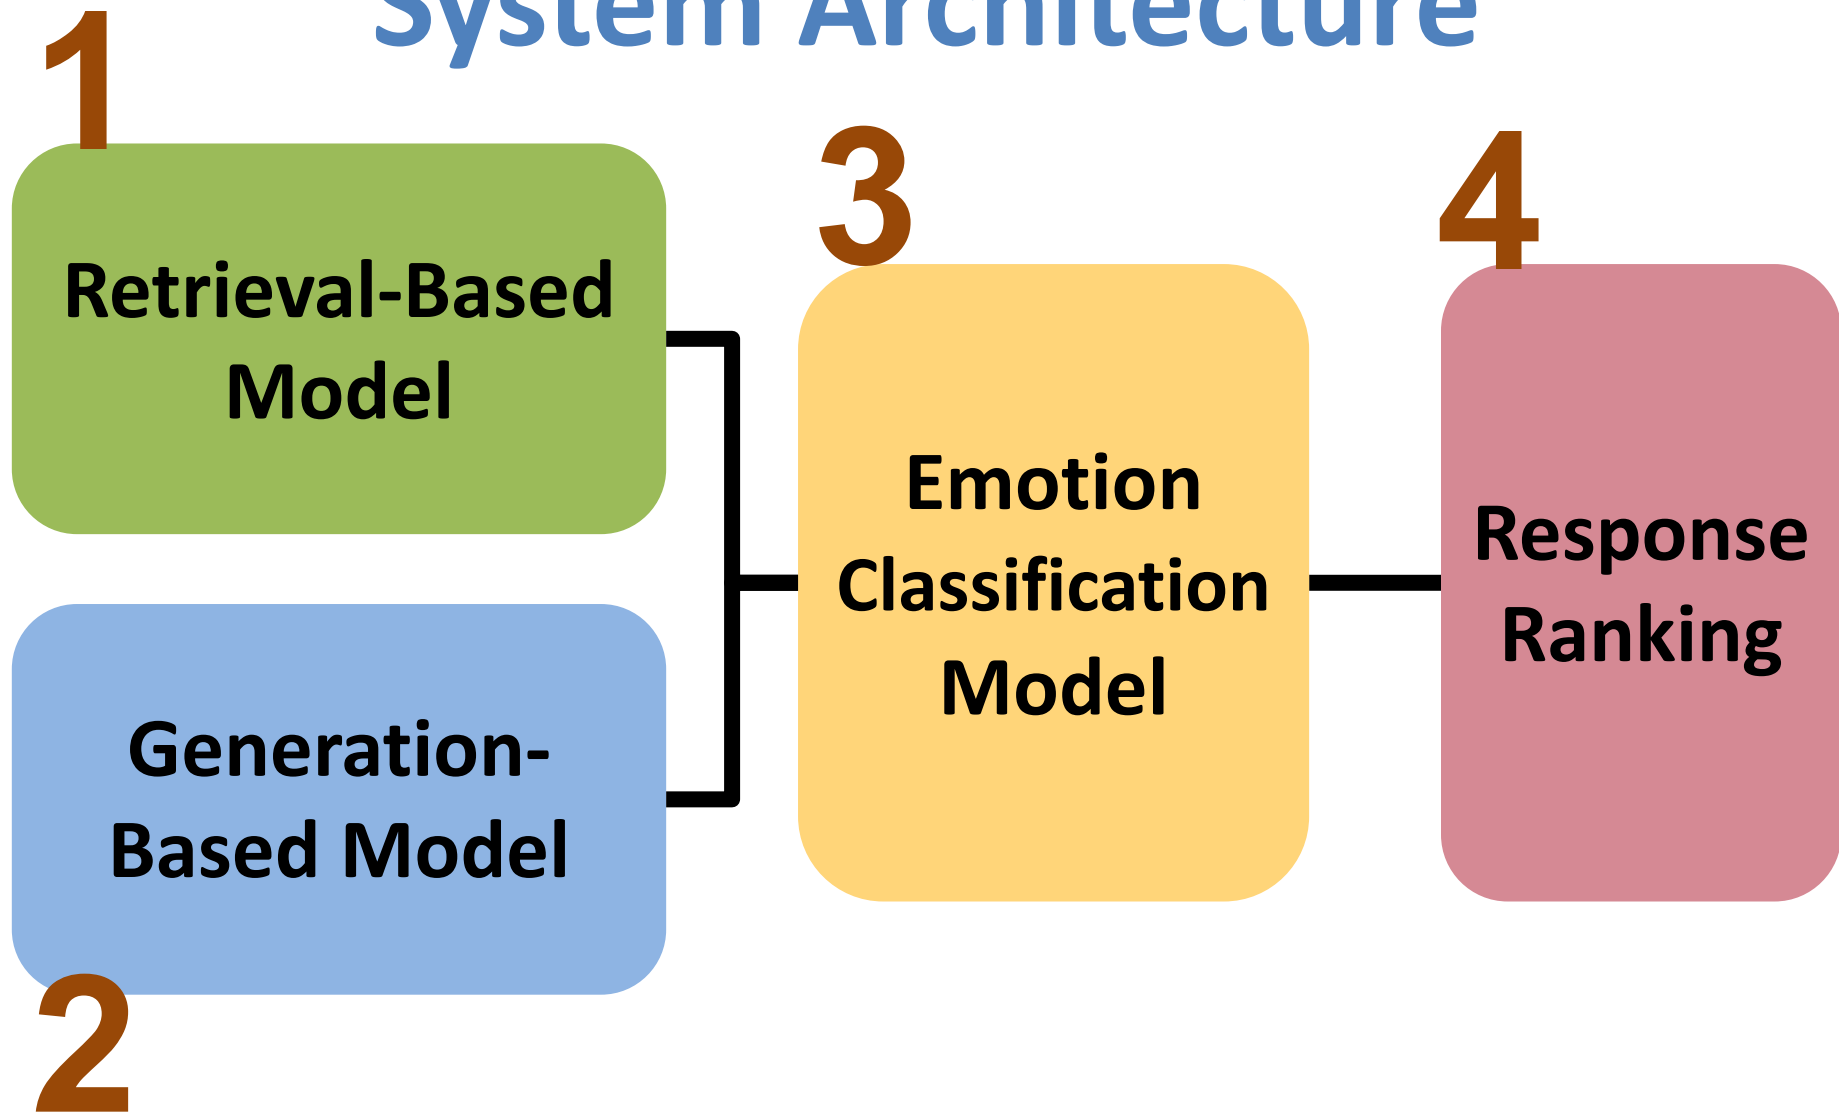 System Architecture
1
Retrieval-Based
Model
2
Generation-
Based Model
3
Emotion
Classification
Model
4
Response
Ranking